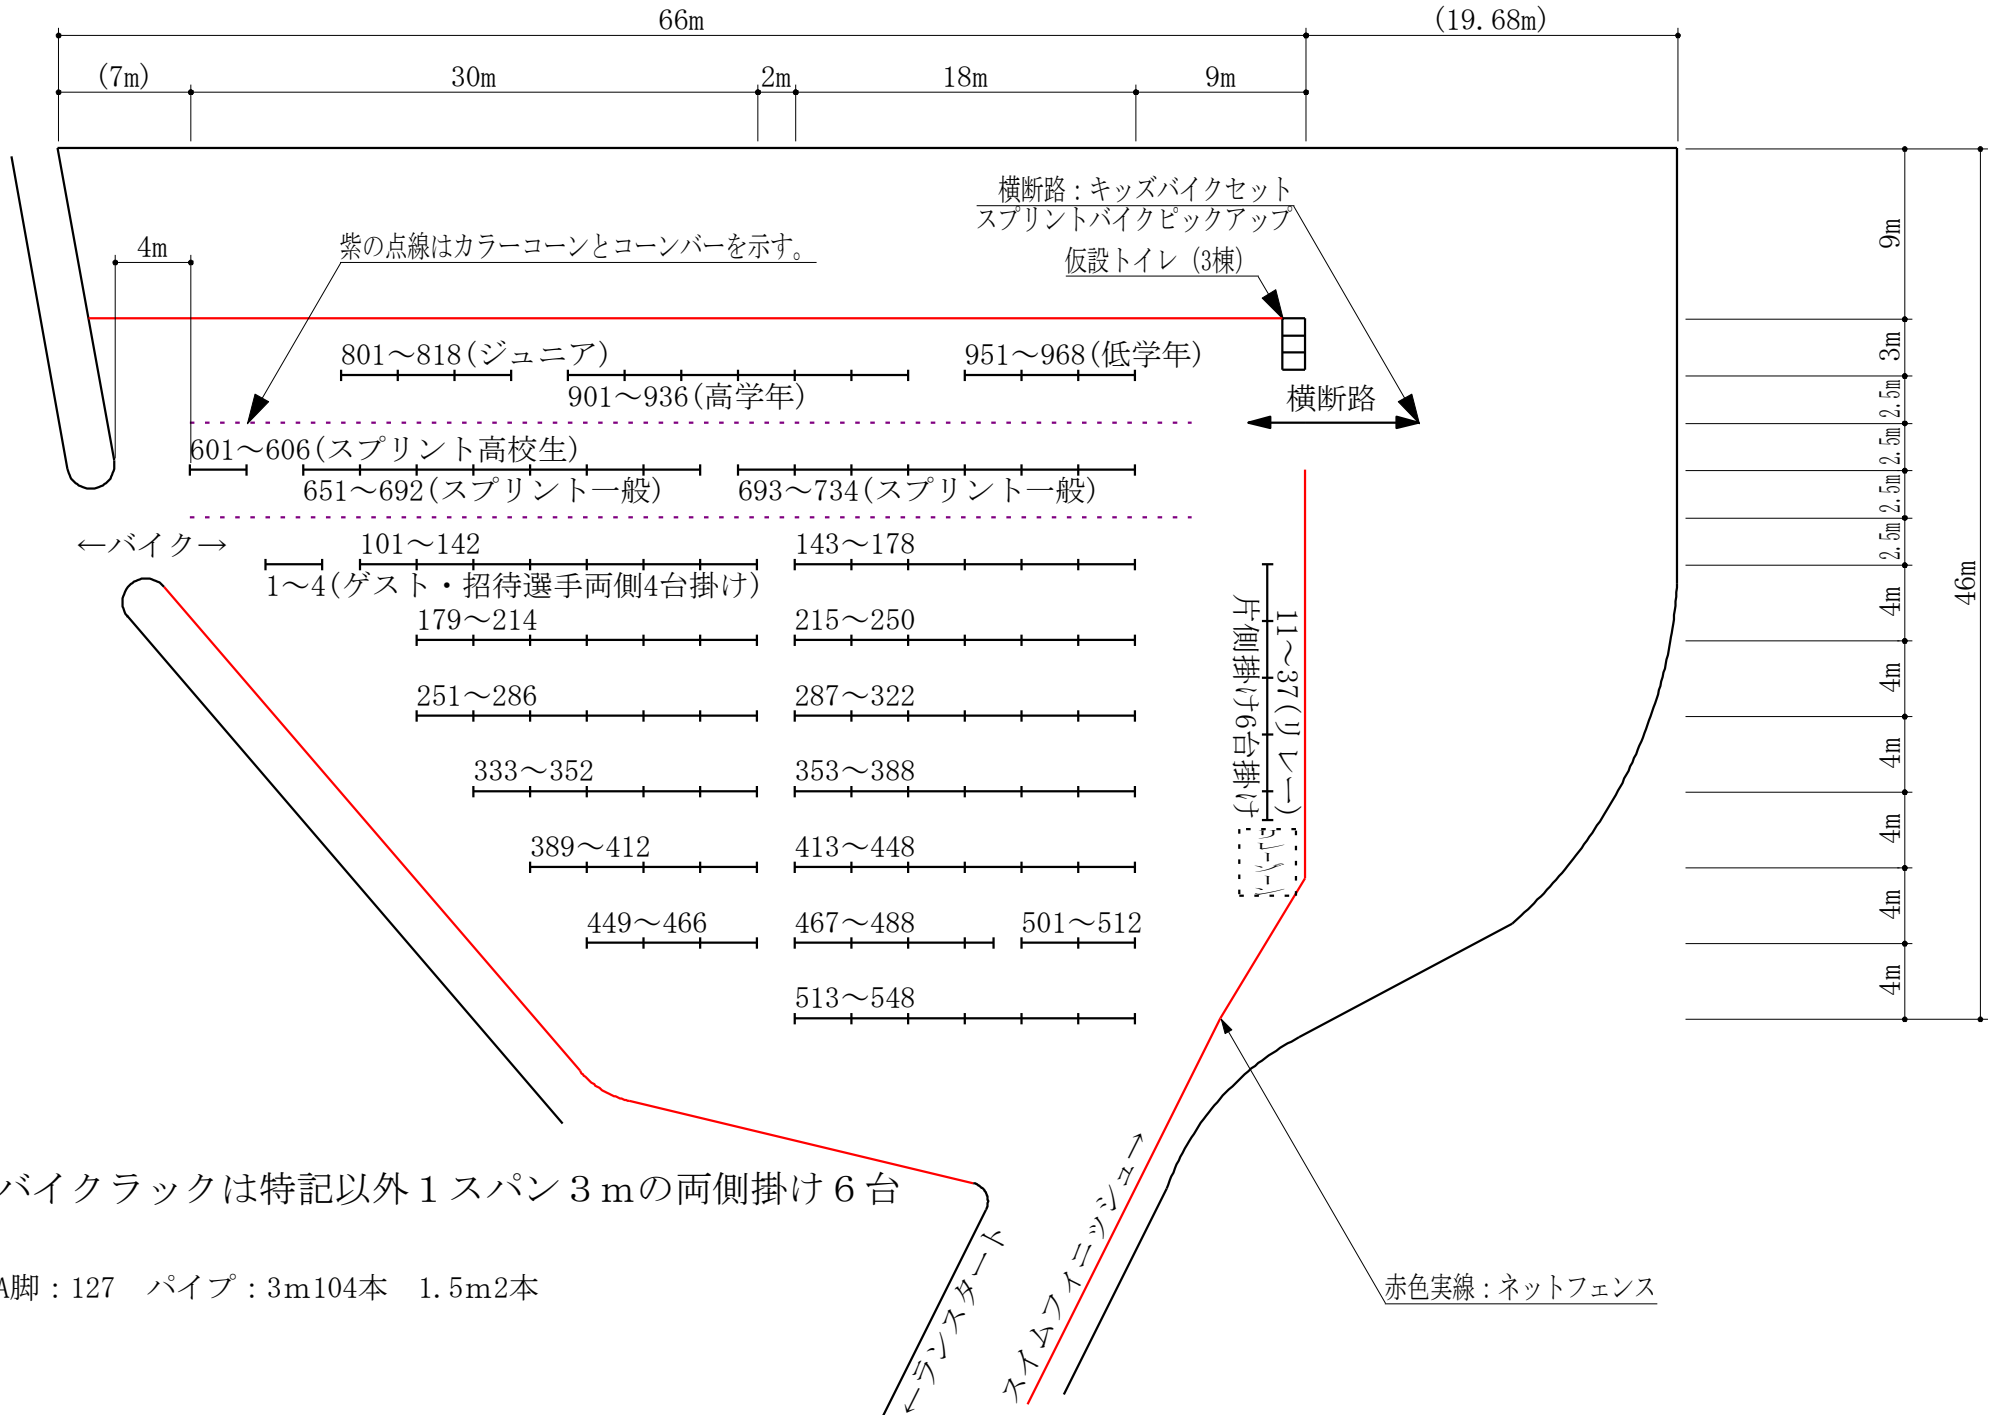 66m
(19.68m)
(7m)
30m
2m
18m
9m
横断路：キッズバイクセット
スプリントバイクピックアップ
紫の点線はカラーコーンとコーンバーを示す。
4m
仮設トイレ（3棟）
9m
3m
2.5m
2.5m
2.5m
2.5m
4m
4m
4m
4m
4m
4m
46m
801～818(ジュニア)
951～968(低学年)
901～936(高学年)
横断路
601～606(スプリント高校生)
651～692(スプリント一般)
693～734(スプリント一般)
←バイク→
101～142
143～178
1～4(ゲスト・招待選手両側4台掛け)
179～214
215～250
11～37(リレー)
片側掛け6台掛け
251～286
287～322
333～352
353～388
389～412
413～448
449～466
467～488
501～512
513～548
バイクラックは特記以外１スパン３ｍの両側掛け６台
A脚：127　パイプ：3m104本　1.5m2本
←ランスタート
スイムフィニッシュ→
赤色実線：ネットフェンス